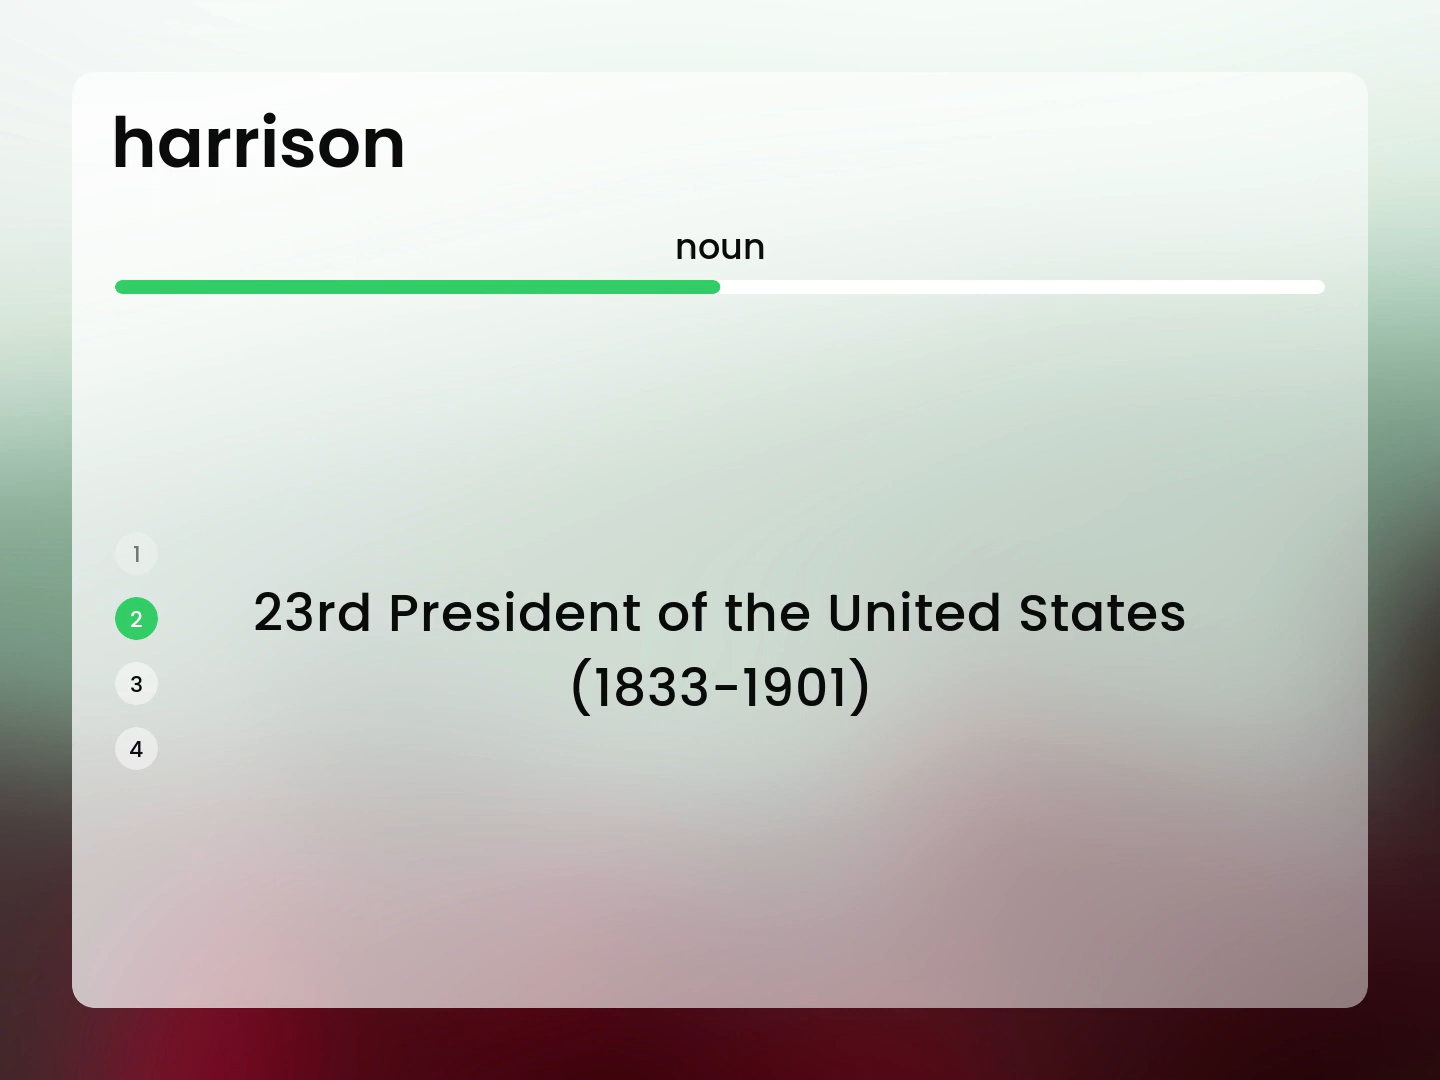 harrison
noun
1
2
3
4
23rd President of the United States
(1833–1901)